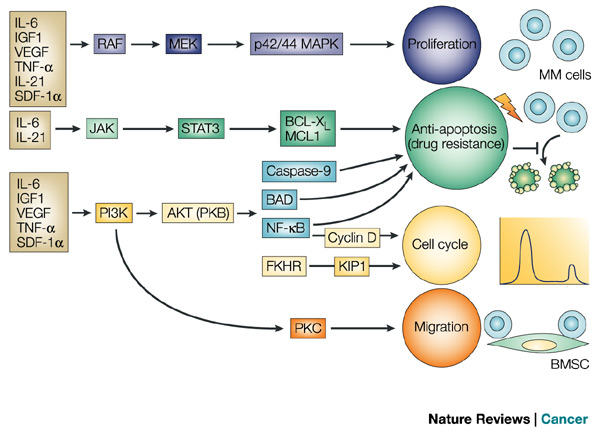 IL-6
IGF1
VEGF
TNF-α
IL-21
SDF-1α
RAF
MEK
p42/44 MAPK
Proliferation
MM cells
IL-6
IL-21
JAK
STAT3
BCL-XL
MCL1
Anti-apoptosis
(drug resistance)
IL-6
IGF1
VEGF
TNF-α
SDF-1α
PI3K
AKT (PKB)
Caspase-9
BAD
NF-κB
Cyclin D
FKHR
KIP1
Cell cycle
PKC
Migration
BMSC
Nature Reviews | Cancer